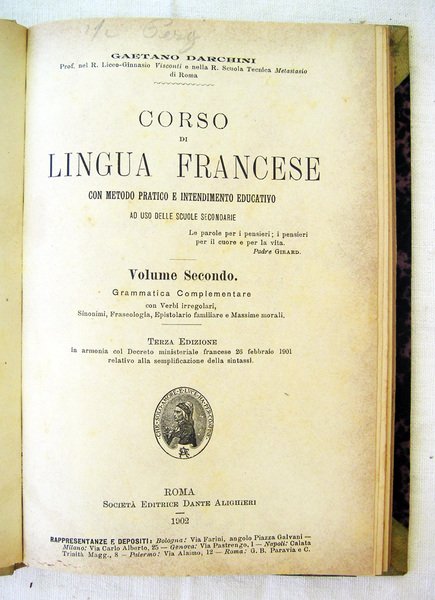 GAETANO DARCHINI
Prof. nel R. Liceo-Ginnasio Visconti e nella R. Scuola Tecnica Metastasio
di Roma
CORSO
DI
LINGUA FRANCESE
CON METODO PRATICO E INTENDIMENTO EDUCATIVO
AD USO DELLE SCUOLE SECONDARIE
Le parole per i pensieri; i pensieri
per il cuore e per la vita.
Padre GIRARD.
Volume Secondo.
Grammatica Complementare
con Verbi irregolari,
Sinonimi, Fraseologia, Epistolario familiare e Massime morali.
TERZA EDIZIONE
in armonia col Decreto ministeriale francese 26 febbraio 1901
relativo alla semplificazione della sintassi.
ROMA
SOCIETÀ EDITRICE DANTE ALIGHIERI
1902
RAPPRESENTANZE E DEPOSITI: Bologna: Via Farini, angolo Piazza Galvani —
Milano: Via Carlo Alberto, 25 — Genova: Via Pastrengo, 1 — Napoli: Calata
Trinità Magg., 8 — Palermo: Via Alaimo, 12 — Roma: G. B. Paravia e C.